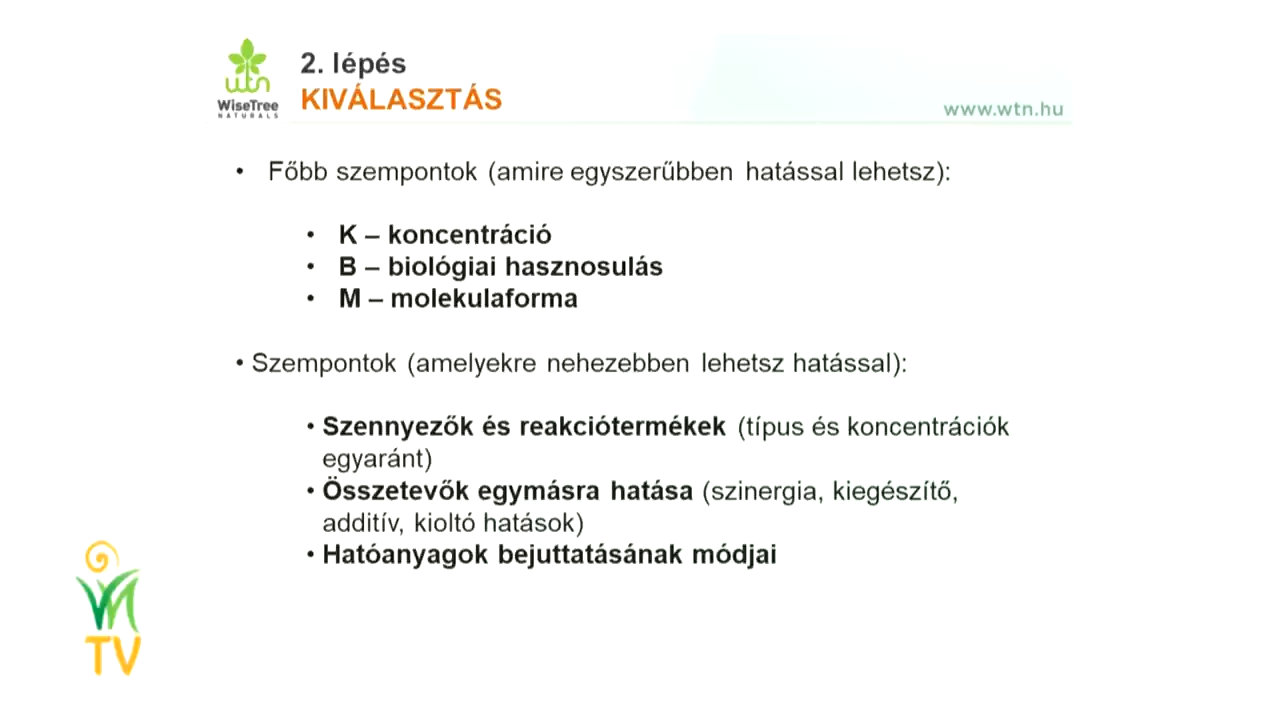 2. lépés
KIVÁLASZTÁS
wtn
WiseTree
NATURALS
www.wtn.hu
• Főbb szempontok (amire egyszerűbben hatással lehetsz):
• K – koncentráció
• B – biológiai hasznosulás
• M – molekulaforma
• Szempontok (amelyekre nehezebben lehetsz hatással):
• Szennyezők és reakciótermékek (típus és koncentrációk
egyaránt)
• Összetevők egymásra hatása (szinergia, kiegészítő,
additív, kioltó hatások)
• Hatóanyagok bejuttatásának módjai
TV